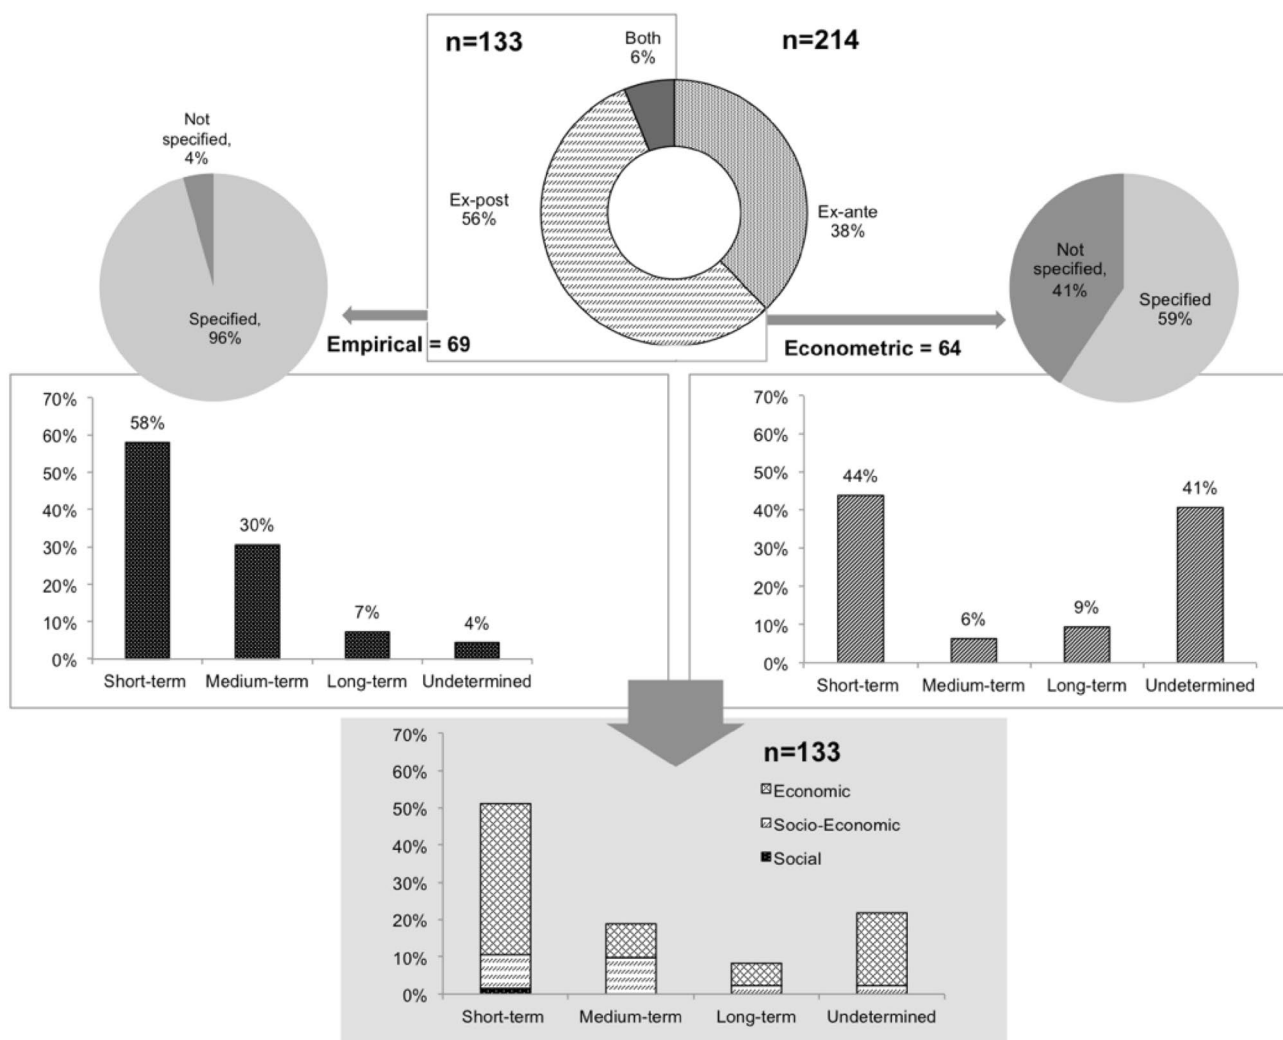 n=133
Both
6%
n=214
Not
specified,
4%
Ex-post
56%
Ex-ante
38%
Not
specified,
41%
Specified,
96%
Specified
59%
Empirical = 69
Econometric = 64
70%
60%
50%
40%
30%
20%
10%
0%
58%
30%
7%
4%
Short-term
Medium-term
Long-term
Undetermined
70%
60%
50%
40%
30%
20%
10%
0%
44%
6%
9%
41%
Short-term
Medium-term
Long-term
Undetermined
70%
60%
50%
40%
30%
20%
10%
0%
n=133
Economic
Socio-Economic
Social
Short-term
Medium-term
Long-term
Undetermined